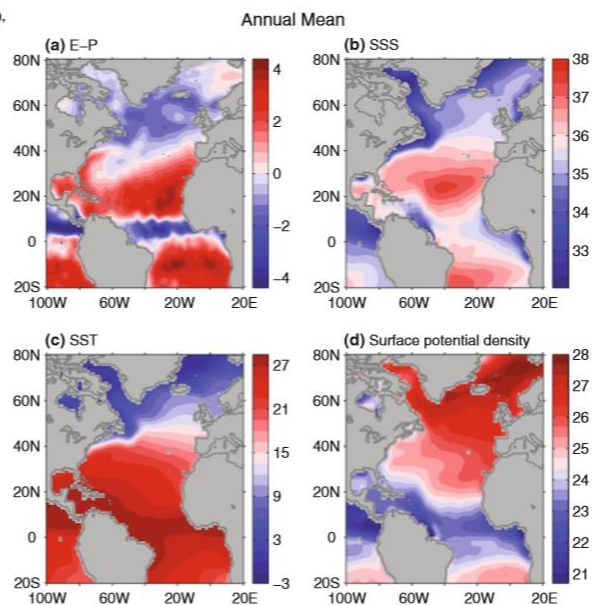 Annual Mean
(a) E–P
80N
60N
40N
20N
0
20S
100W 60W 20W 20E
4
2
0
−2
−4
(b) SSS
80N
60N
40N
20N
0
20S
100W 60W 20W 20E
38
37
36
35
34
33
(c) SST
80N
60N
40N
20N
0
20S
100W 60W 20W 20E
27
21
15
9
3
−3
(d) Surface potential density
80N
60N
40N
20N
0
20S
100W 60W 20W 20E
28
27
26
25
24
23
22
21